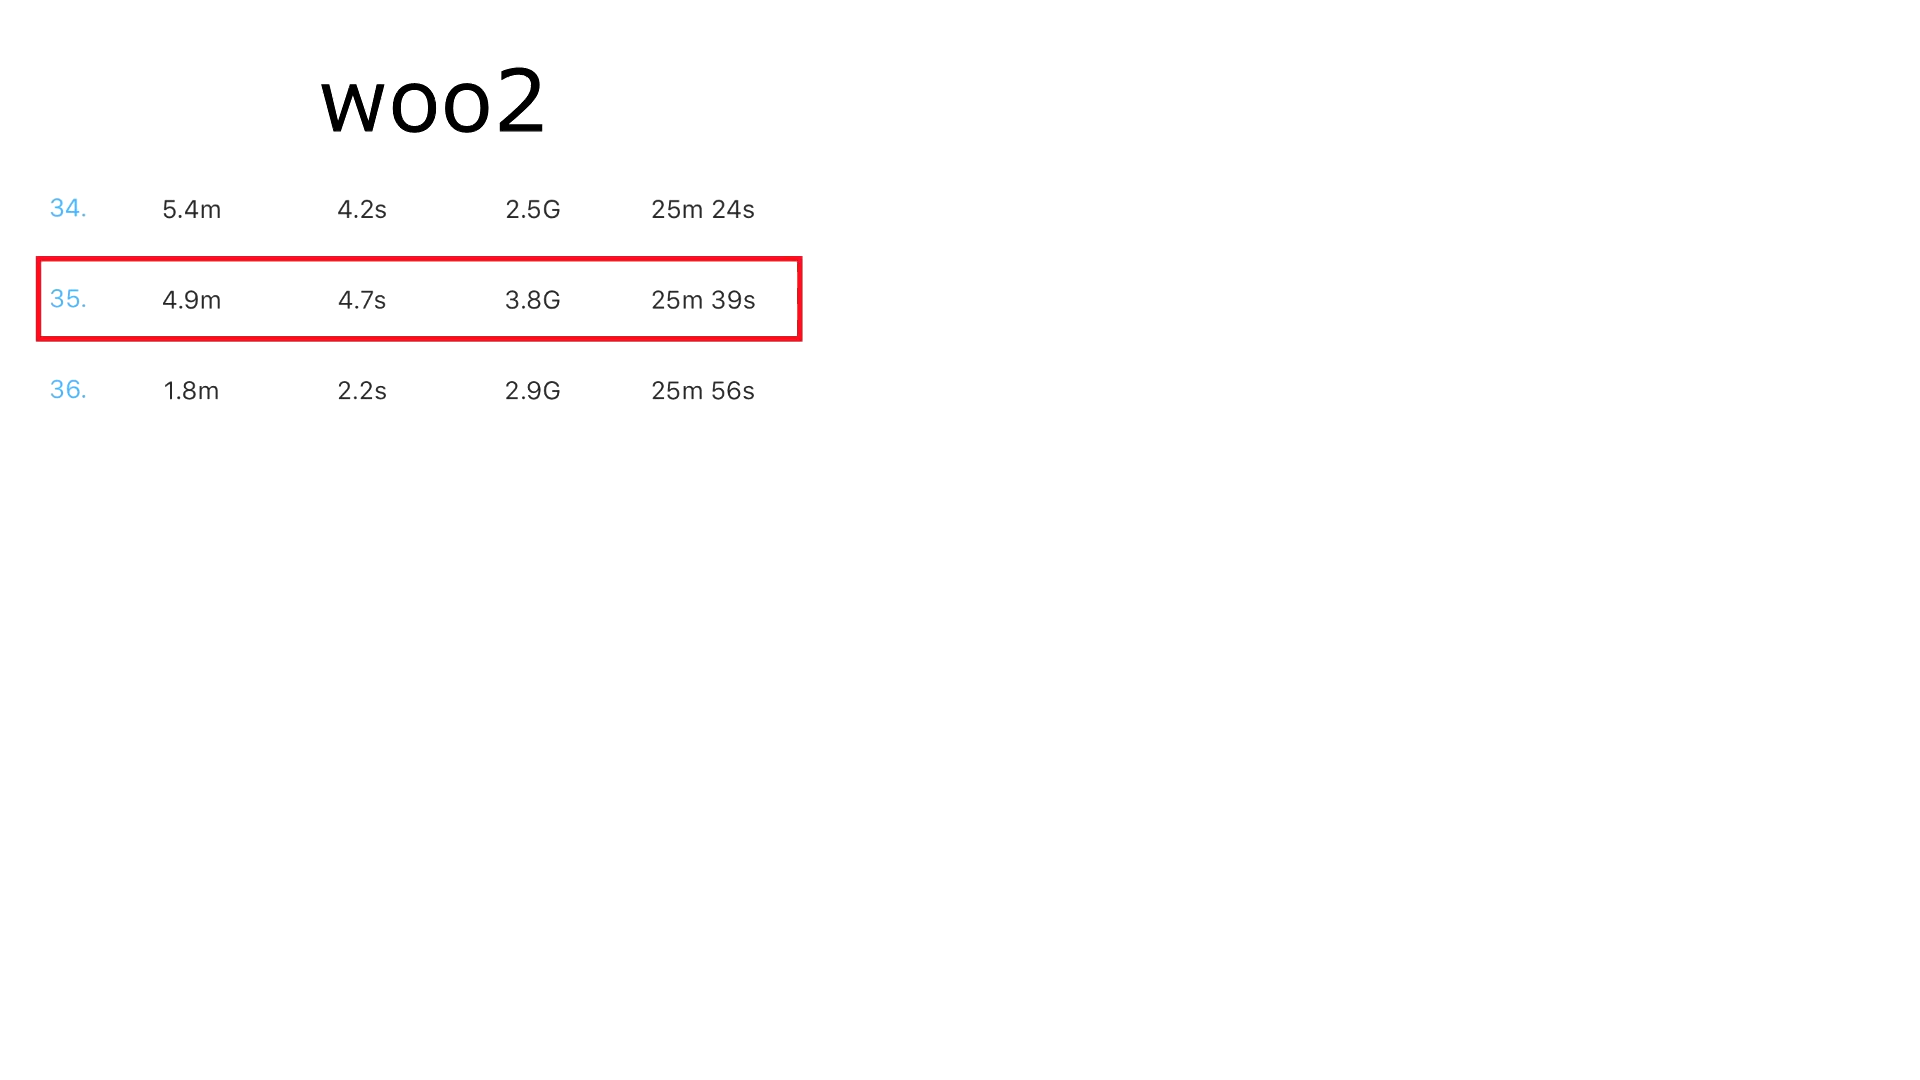 woo2
34. 5.4m 4.2s 2.5G 25m 24s
35. 4.9m 4.7s 3.8G 25m 39s
36. 1.8m 2.2s 2.9G 25m 56s